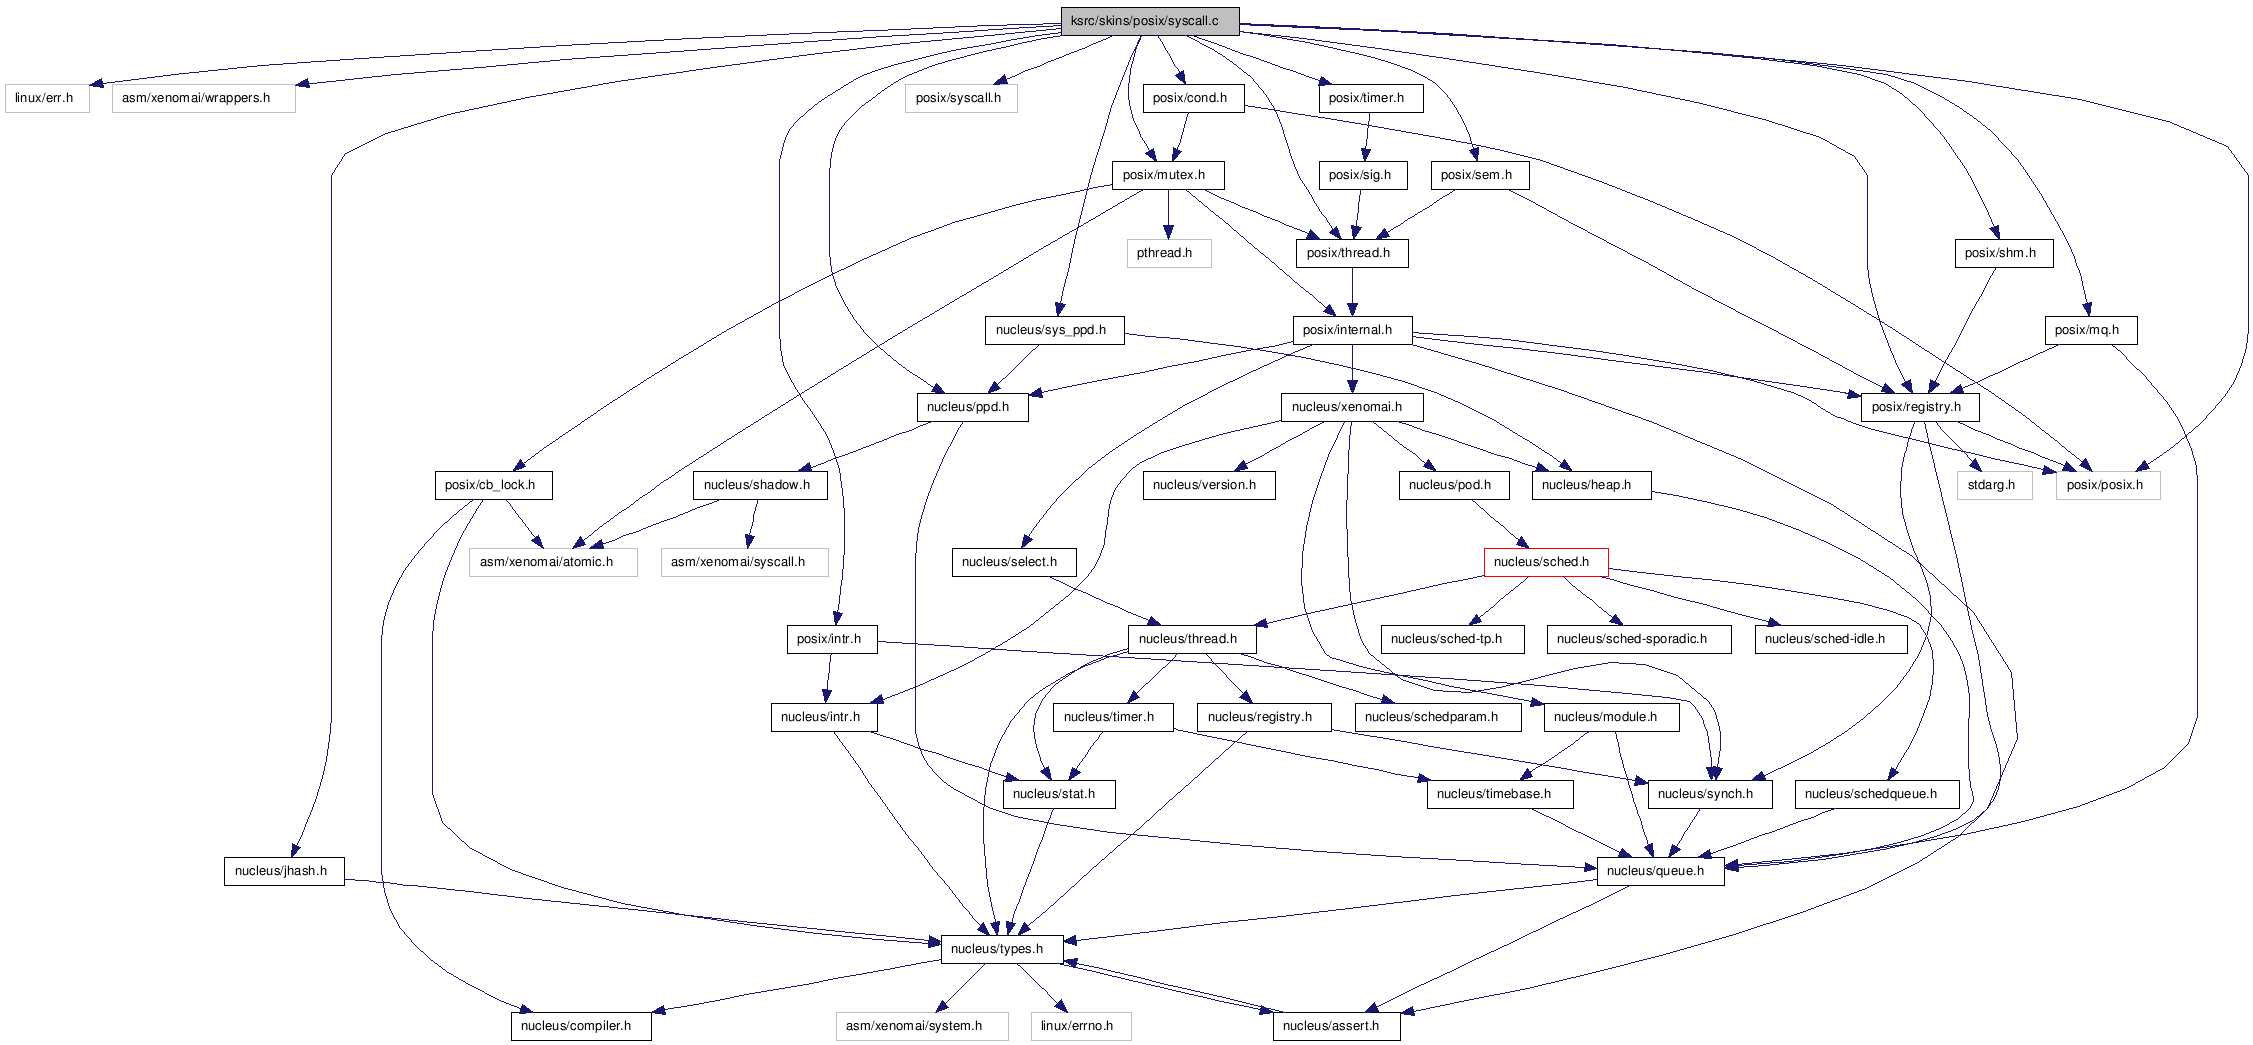 ksrc/skins/posix/syscall.c
linux/err.h
asm/xenomai/wrappers.h
posix/syscall.h
posix/cond.h
posix/timer.h
posix/mutex.h
posix/sig.h
posix/sem.h
pthread.h
posix/thread.h
posix/shm.h
nucleus/sys_ppd.h
posix/internal.h
posix/mq.h
nucleus/ppd.h
nucleus/xenomai.h
posix/registry.h
posix/cb_lock.h
nucleus/shadow.h
nucleus/version.h
nucleus/pod.h
nucleus/heap.h
stdarg.h
posix/posix.h
asm/xenomai/atomic.h
asm/xenomai/syscall.h
nucleus/select.h
nucleus/sched.h
posix/intr.h
nucleus/thread.h
nucleus/sched-tp.h
nucleus/sched-sporadic.h
nucleus/sched-idle.h
nucleus/intr.h
nucleus/timer.h
nucleus/registry.h
nucleus/schedparam.h
nucleus/module.h
nucleus/stat.h
nucleus/timebase.h
nucleus/synch.h
nucleus/schedqueue.h
nucleus/jhash.h
nucleus/queue.h
nucleus/types.h
nucleus/compiler.h
asm/xenomai/system.h
linux/errno.h
nucleus/assert.h